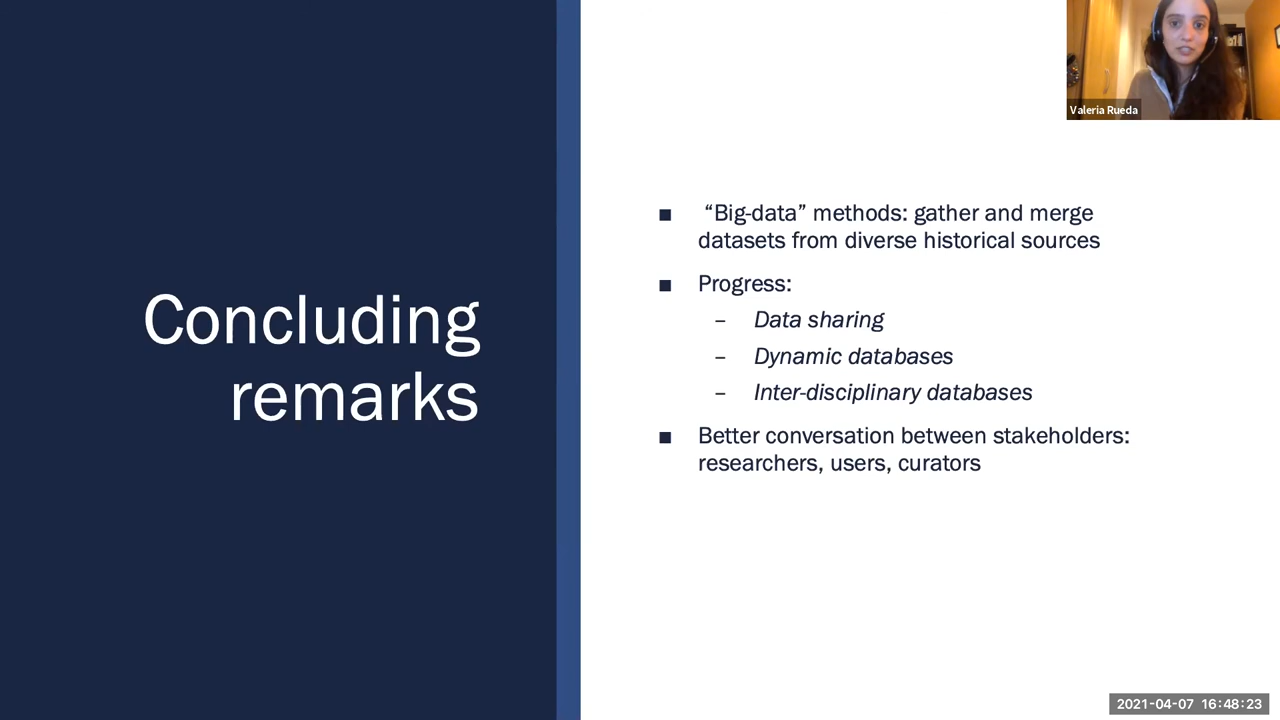 Concluding
remarks
Valeria Rueda
■ “Big-data” methods: gather and merge
datasets from diverse historical sources
■ Progress:
– Data sharing
– Dynamic databases
– Inter-disciplinary databases
■ Better conversation between stakeholders:
researchers, users, curators
2021-04-07 16:48:23